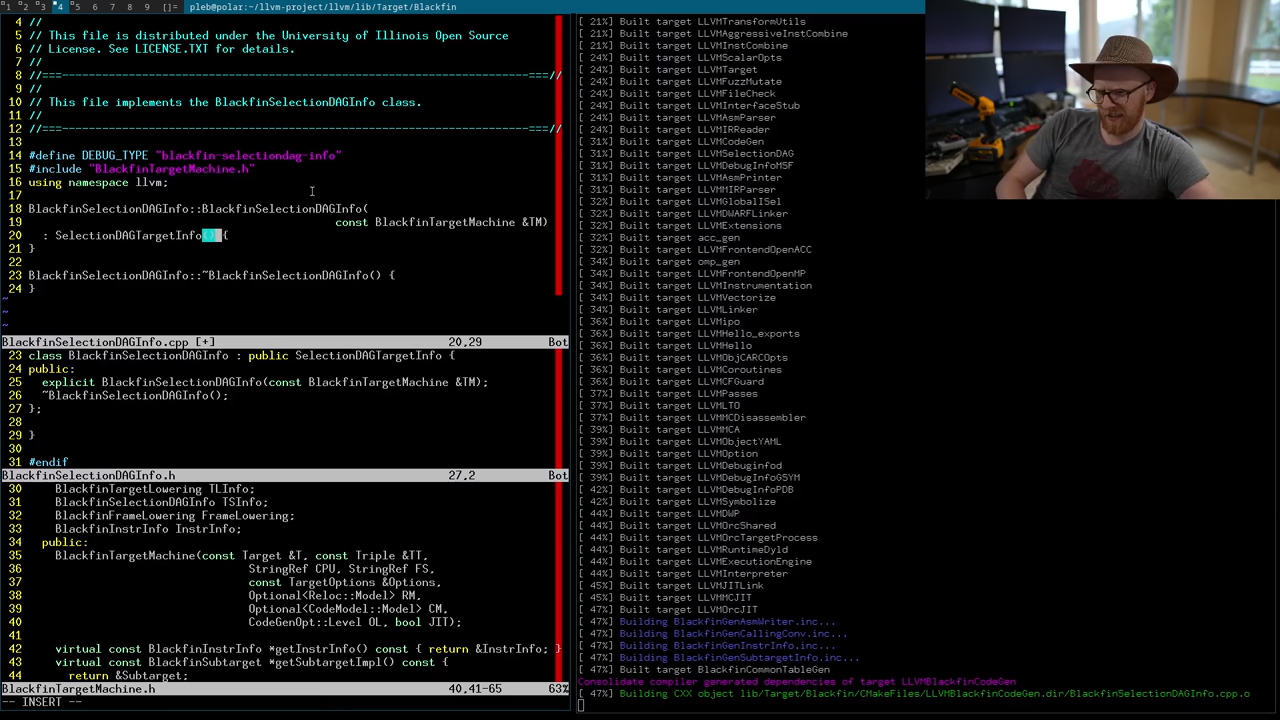 1 2 3 4 5 6 7 8 9 []= pleb@polar:~/llvm-project/llvm/lib/Target/Blackfin
4 //
5 // This file is distributed under the University of Illinois Open Source
6 // License. See LICENSE.TXT for details.
7 //
8 //===----------------------------------------------------------------------===//
9 //
10 // This file implements the BlackfinSelectionDAGInfo class.
11 //
12 //===----------------------------------------------------------------------===//
13
14 #define DEBUG_TYPE "blackfin-selectiondag-info"
15 #include "BlackfinTargetMachine.h"
16 using namespace llvm;
17
18 BlackfinSelectionDAGInfo::BlackfinSelectionDAGInfo(
19 const BlackfinTargetMachine &TM)
20 : SelectionDAGTargetInfo() {
21 }
22
23 BlackfinSelectionDAGInfo::~BlackfinSelectionDAGInfo() {
24 }
~
~
~
BlackfinSelectionDAGInfo.cpp [+] 20,29 Bot
23 class BlackfinSelectionDAGInfo : public SelectionDAGTargetInfo {
24 public:
25 explicit BlackfinSelectionDAGInfo(const BlackfinTargetMachine &TM);
26 ~BlackfinSelectionDAGInfo();
27 };
28
29 }
30
31 #endif
BlackfinSelectionDAGInfo.h 27,2 Bot
30 BlackfinTargetLowering TLInfo;
31 BlackfinSelectionDAGInfo TSInfo;
32 BlackfinFrameLowering FrameLowering;
33 BlackfinInstrInfo InstrInfo;
34 public:
35 BlackfinTargetMachine(const Target &T, const Triple &TT,
36 StringRef CPU, StringRef FS,
37 const TargetOptions &Options,
38 Optional<Reloc::Model> RM,
39 Optional<CodeModel::Model> CM,
40 CodeGenOpt::Level OL, bool JIT);
41
42 virtual const BlackfinInstrInfo *getInstrInfo() const { return &InstrInfo; }
43 virtual const BlackfinSubtarget *getSubtargetImpl() const {
44 return &Subtarget;
BlackfinTargetMachine.h 40,41-65 63%
-- INSERT --
[ 21%] Built target LLVMTransformUtils
[ 21%] Built target LLVMAggressiveInstCombine
[ 21%] Built target LLVMInstCombine
[ 24%] Built target LLVMScalarOpts
[ 24%] Built target LLVMTarget
[ 24%] Built target LLVMFuzzMutate
[ 24%] Built target LLVMFileCheck
[ 24%] Built target LLVMInterfaceStub
[ 24%] Built target LLVMAsmParser
[ 24%] Built target LLVMIRReader
[ 31%] Built target LLVMCodeGen
[ 31%] Built target LLVMSelectionDAG
[ 31%] Built target LLVMDebugInfoMSF
[ 31%] Built target LLVMAsmPrinter
[ 31%] Built target LLVMMIRParser
[ 32%] Built target LLVMGlobalISel
[ 32%] Built target LLVMDWARFLinker
[ 32%] Built target LLVMExtensions
[ 32%] Built target acc_gen
[ 32%] Built target LLVMFrontendOpenACC
[ 34%] Built target omp_gen
[ 34%] Built target LLVMFrontendOpenMP
[ 34%] Built target LLVMInstrumentation
[ 34%] Built target LLVMVectorize
[ 34%] Built target LLVMLinker
[ 36%] Built target LLVMipo
[ 36%] Built target LLVMHello_exports
[ 36%] Built target LLVMHello
[ 36%] Built target LLVMObjCARCOpts
[ 36%] Built target LLVMCoroutines
[ 36%] Built target LLVMCFGuard
[ 37%] Built target LLVMPasses
[ 37%] Built target LLVMLTO
[ 37%] Built target LLVMMCDisassembler
[ 37%] Built target LLVMMCA
[ 39%] Built target LLVMObjectYAML
[ 39%] Built target LLVMOption
[ 39%] Built target LLVMDebuginfod
[ 39%] Built target LLVMDebugInfoGSYM
[ 42%] Built target LLVMDebugInfoPDB
[ 42%] Built target LLVMSymbolize
[ 44%] Built target LLVMDWP
[ 44%] Built target LLVMOrcShared
[ 44%] Built target LLVMOrcTargetProcess
[ 44%] Built target LLVMRuntimeDyld
[ 44%] Built target LLVMExecutionEngine
[ 44%] Built target LLVMInterpreter
[ 45%] Built target LLVMJITLink
[ 45%] Built target LLVMMCJIT
[ 47%] Built target LLVMOrcJIT
[ 47%] Building BlackfinGenAsmWriter.inc...
[ 47%] Building BlackfinGenCallingConv.inc...
[ 47%] Building BlackfinGenInstrInfo.inc...
[ 47%] Building BlackfinGenSubtargetInfo.inc...
[ 47%] Built target BlackfinCommonTableGen
Consolidate compiler generated dependencies of target LLVMBlackfinCodeGen
[ 47%] Building CXX object lib/Target/Blackfin/CMakeFiles/LLVMBlackfinCodeGen.dir/BlackfinSelectionDAGInfo.cpp.o